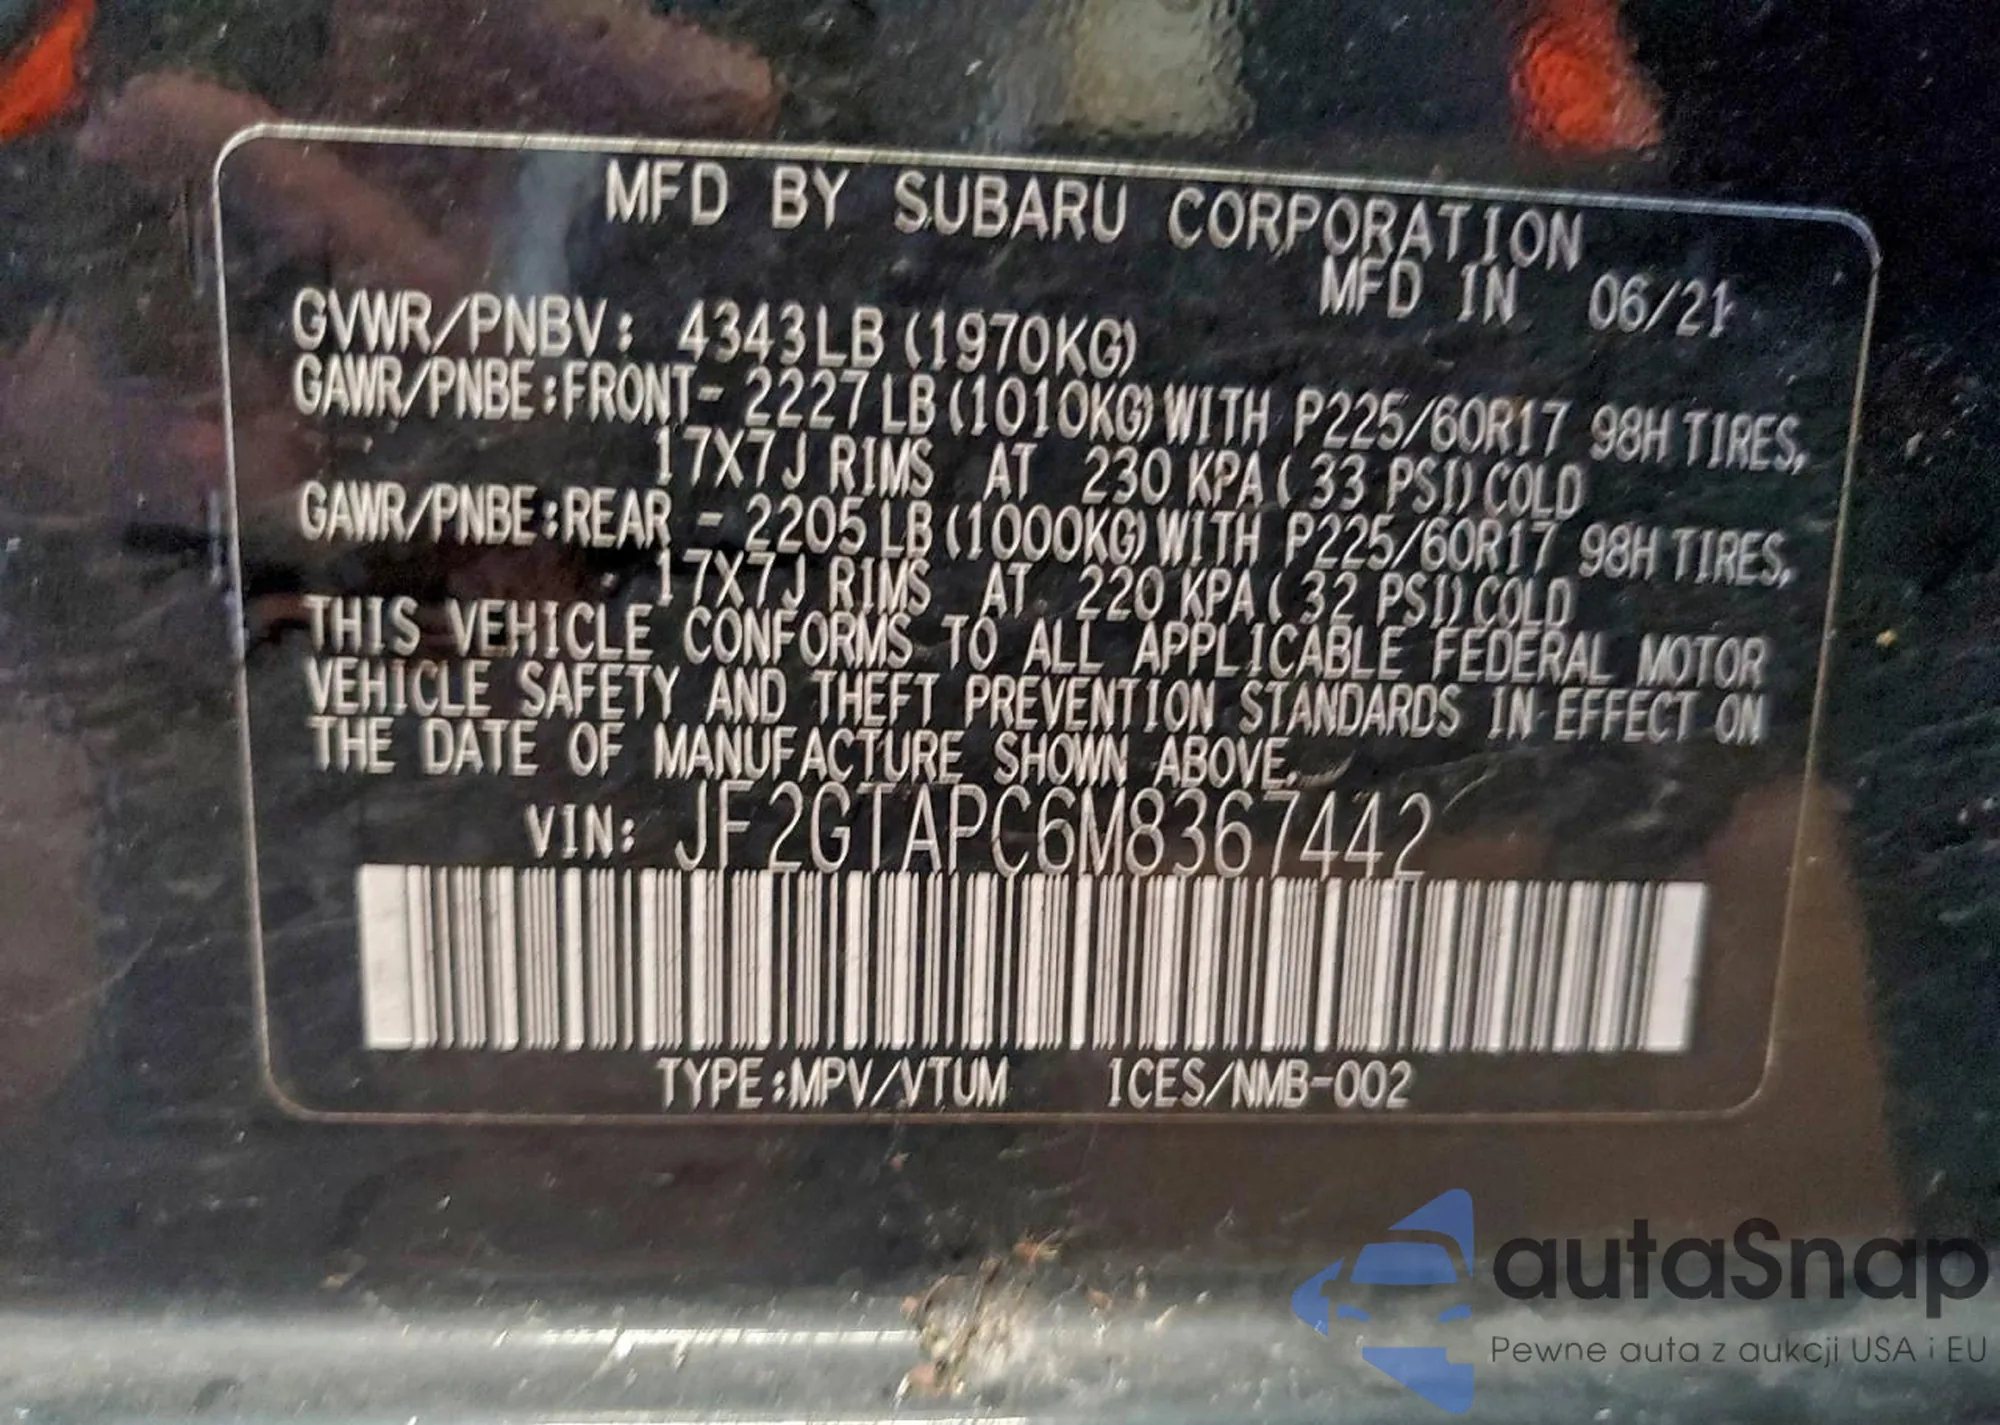 MFD BY SUBARU CORPORATION
MFD IN 06/21
GVWR/PNBV: 4343LB (1970KG)
GAWR/PNBE:FRONT- 2227 LB (1010KG) WITH P225/60R17 98H TIRES,
17X7J RIMS AT 230 KPA ( 33 PSI) COLD
GAWR/PNBE:REAR - 2205 LB (1000KG) WITH P225/60R17 98H TIRES,
17X7J RIMS AT 220 KPA ( 32 PSI) COLD
THIS VEHICLE CONFORMS TO ALL APPLICABLE FEDERAL MOTOR
VEHICLE SAFETY AND THEFT PREVENTION STANDARDS IN EFFECT ON
THE DATE OF MANUFACTURE SHOWN ABOVE.
VIN: JF2GTAPC6M8367442
TYPE:MPV/VTUM ICES/NMB-002
autaSnap
Pewne auta z aukcji USA i EU